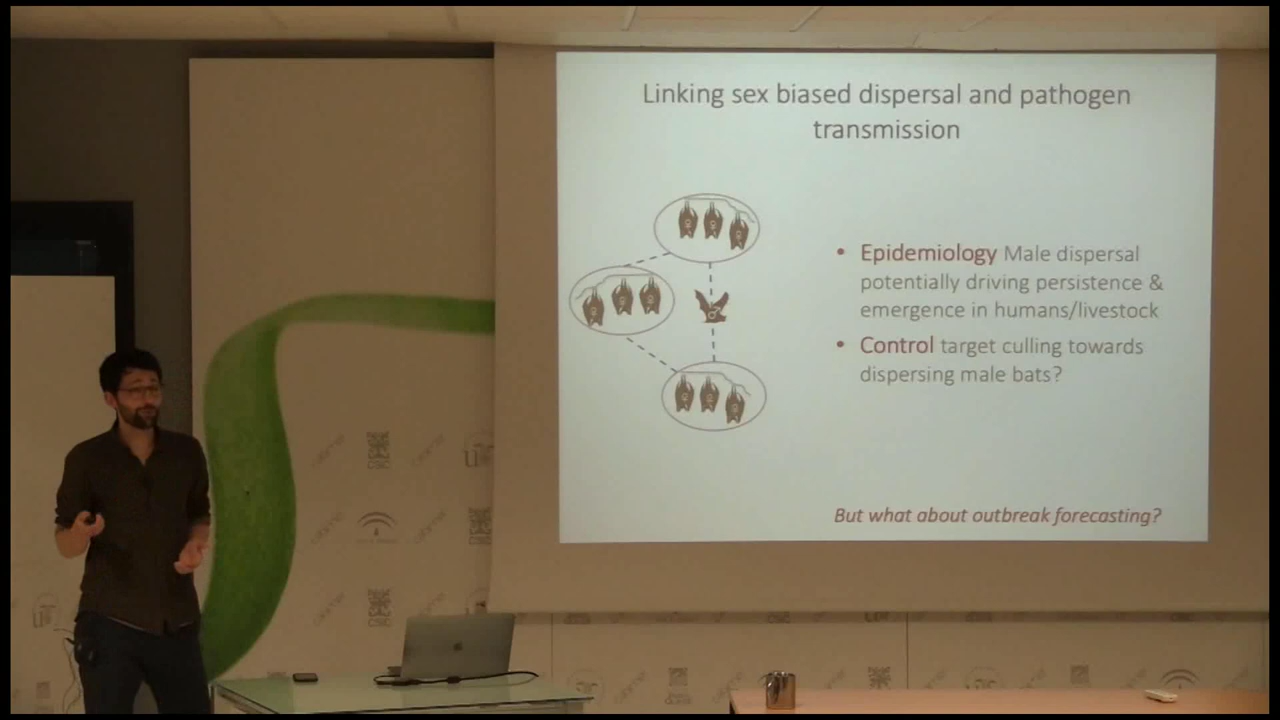 Linking sex biased dispersal and pathogen
transmission
• Epidemiology Male dispersal
potentially driving persistence &
emergence in humans/livestock
• Control target culling towards
dispersing male bats?
But what about outbreak forecasting?